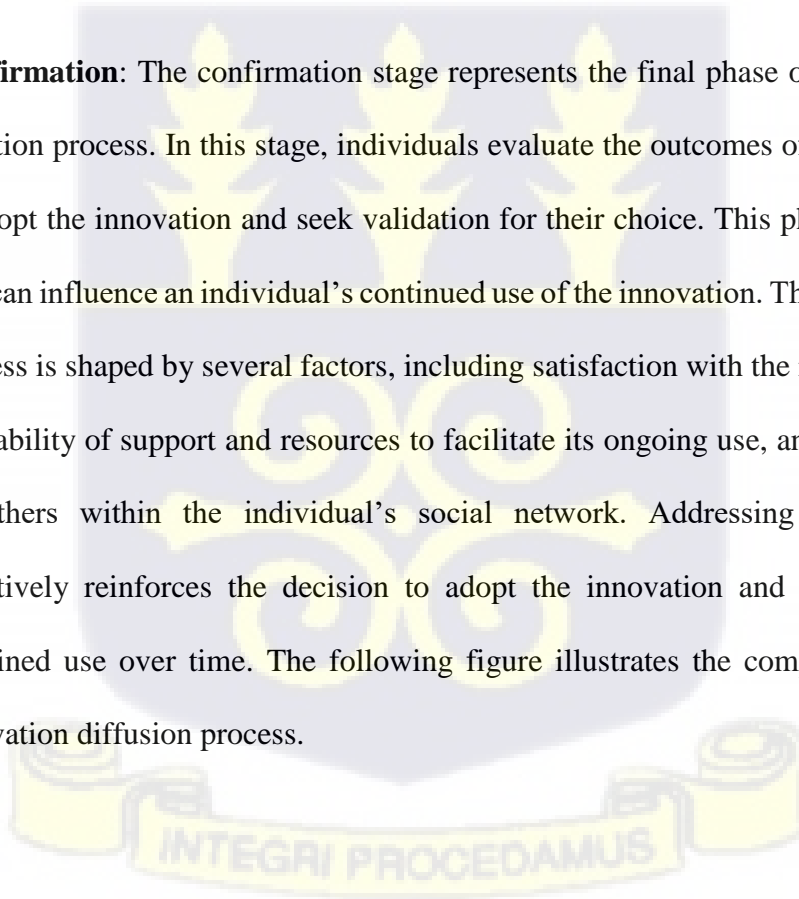 firmation: The confirmation stage represents the final phase o
tion process. In this stage, individuals evaluate the outcomes o
opt the innovation and seek validation for their choice. This pl
can influence an individual’s continued use of the innovation. Th
ess is shaped by several factors, including satisfaction with the
ability of support and resources to facilitate its ongoing use, a
thers within the individual’s social network. Addressing
tively reinforces the decision to adopt the innovation and
ined use over time. The following figure illustrates the com
vation diffusion process.
INTEGRI PROCEDAMUS